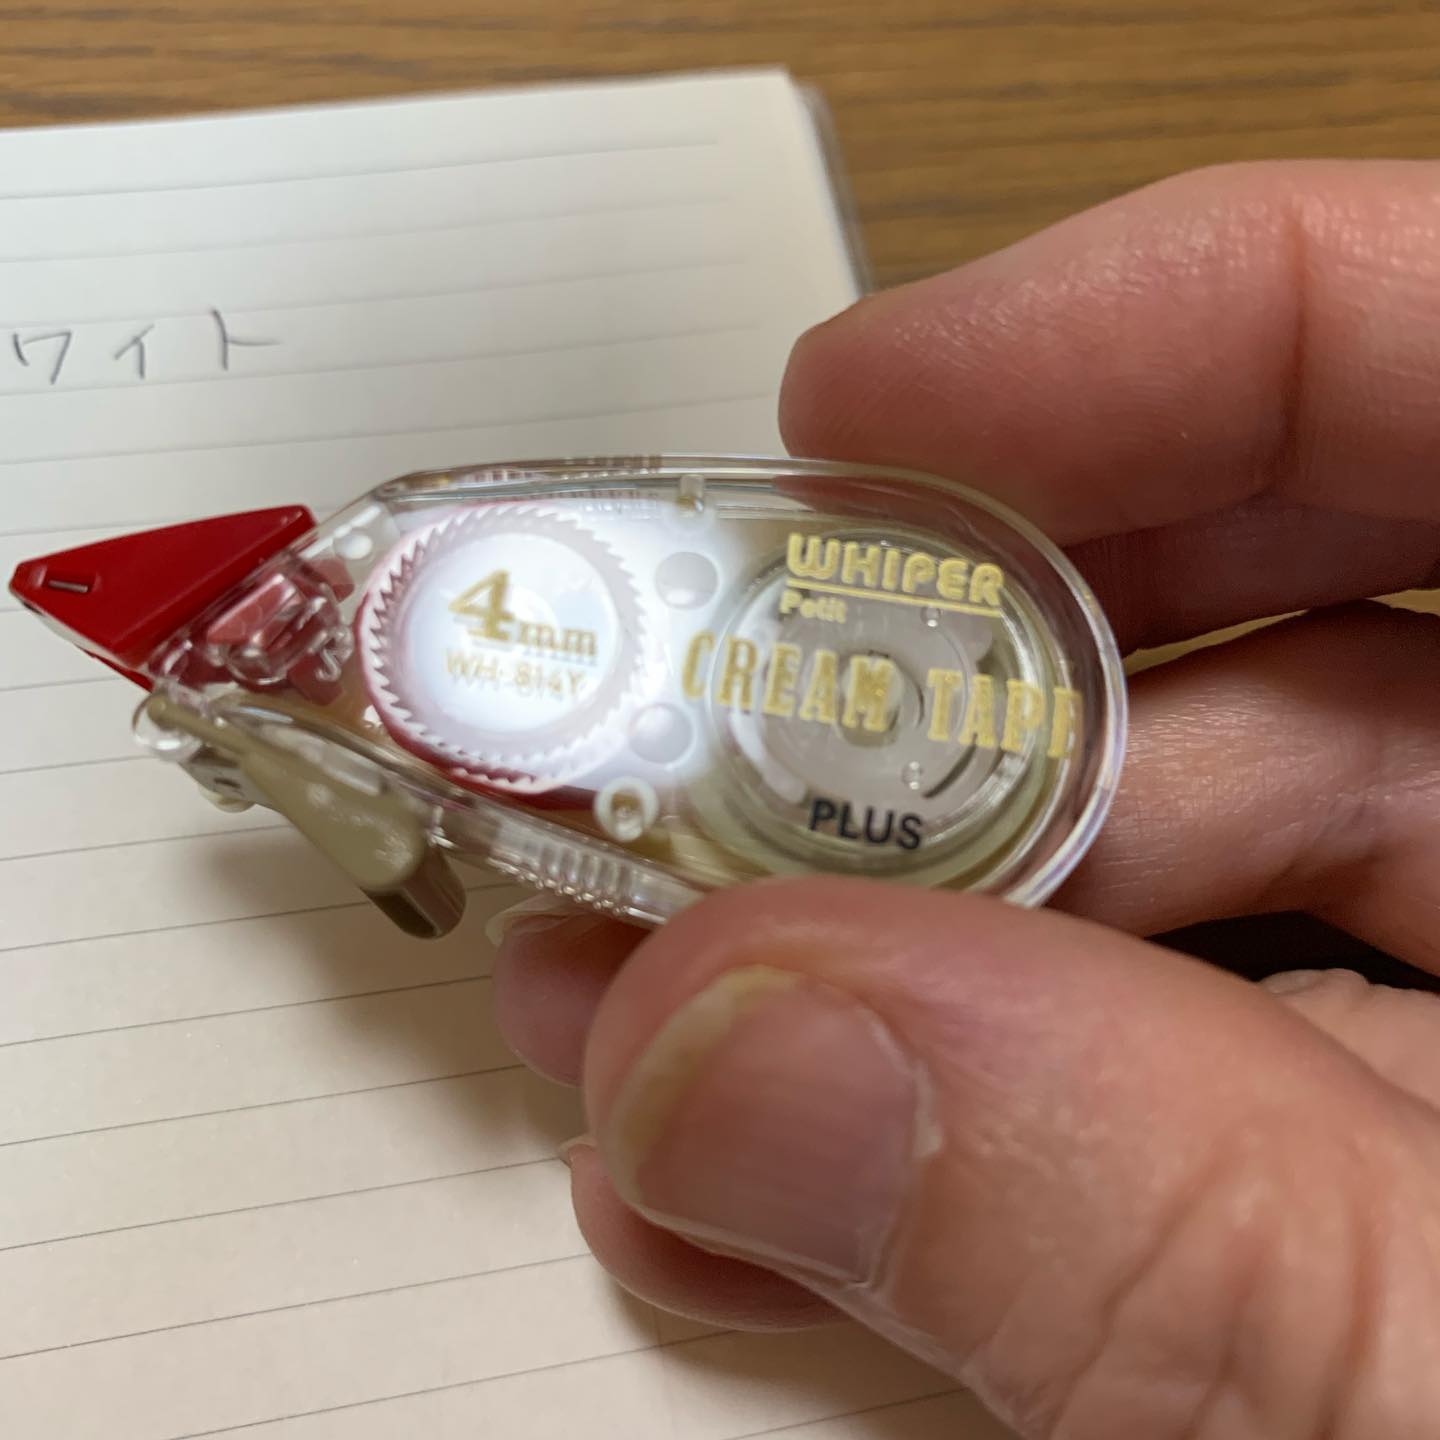 ワイト
4mm
WH-814Y
WHIPER
Petit
CREAM TAPE
PLUS
S